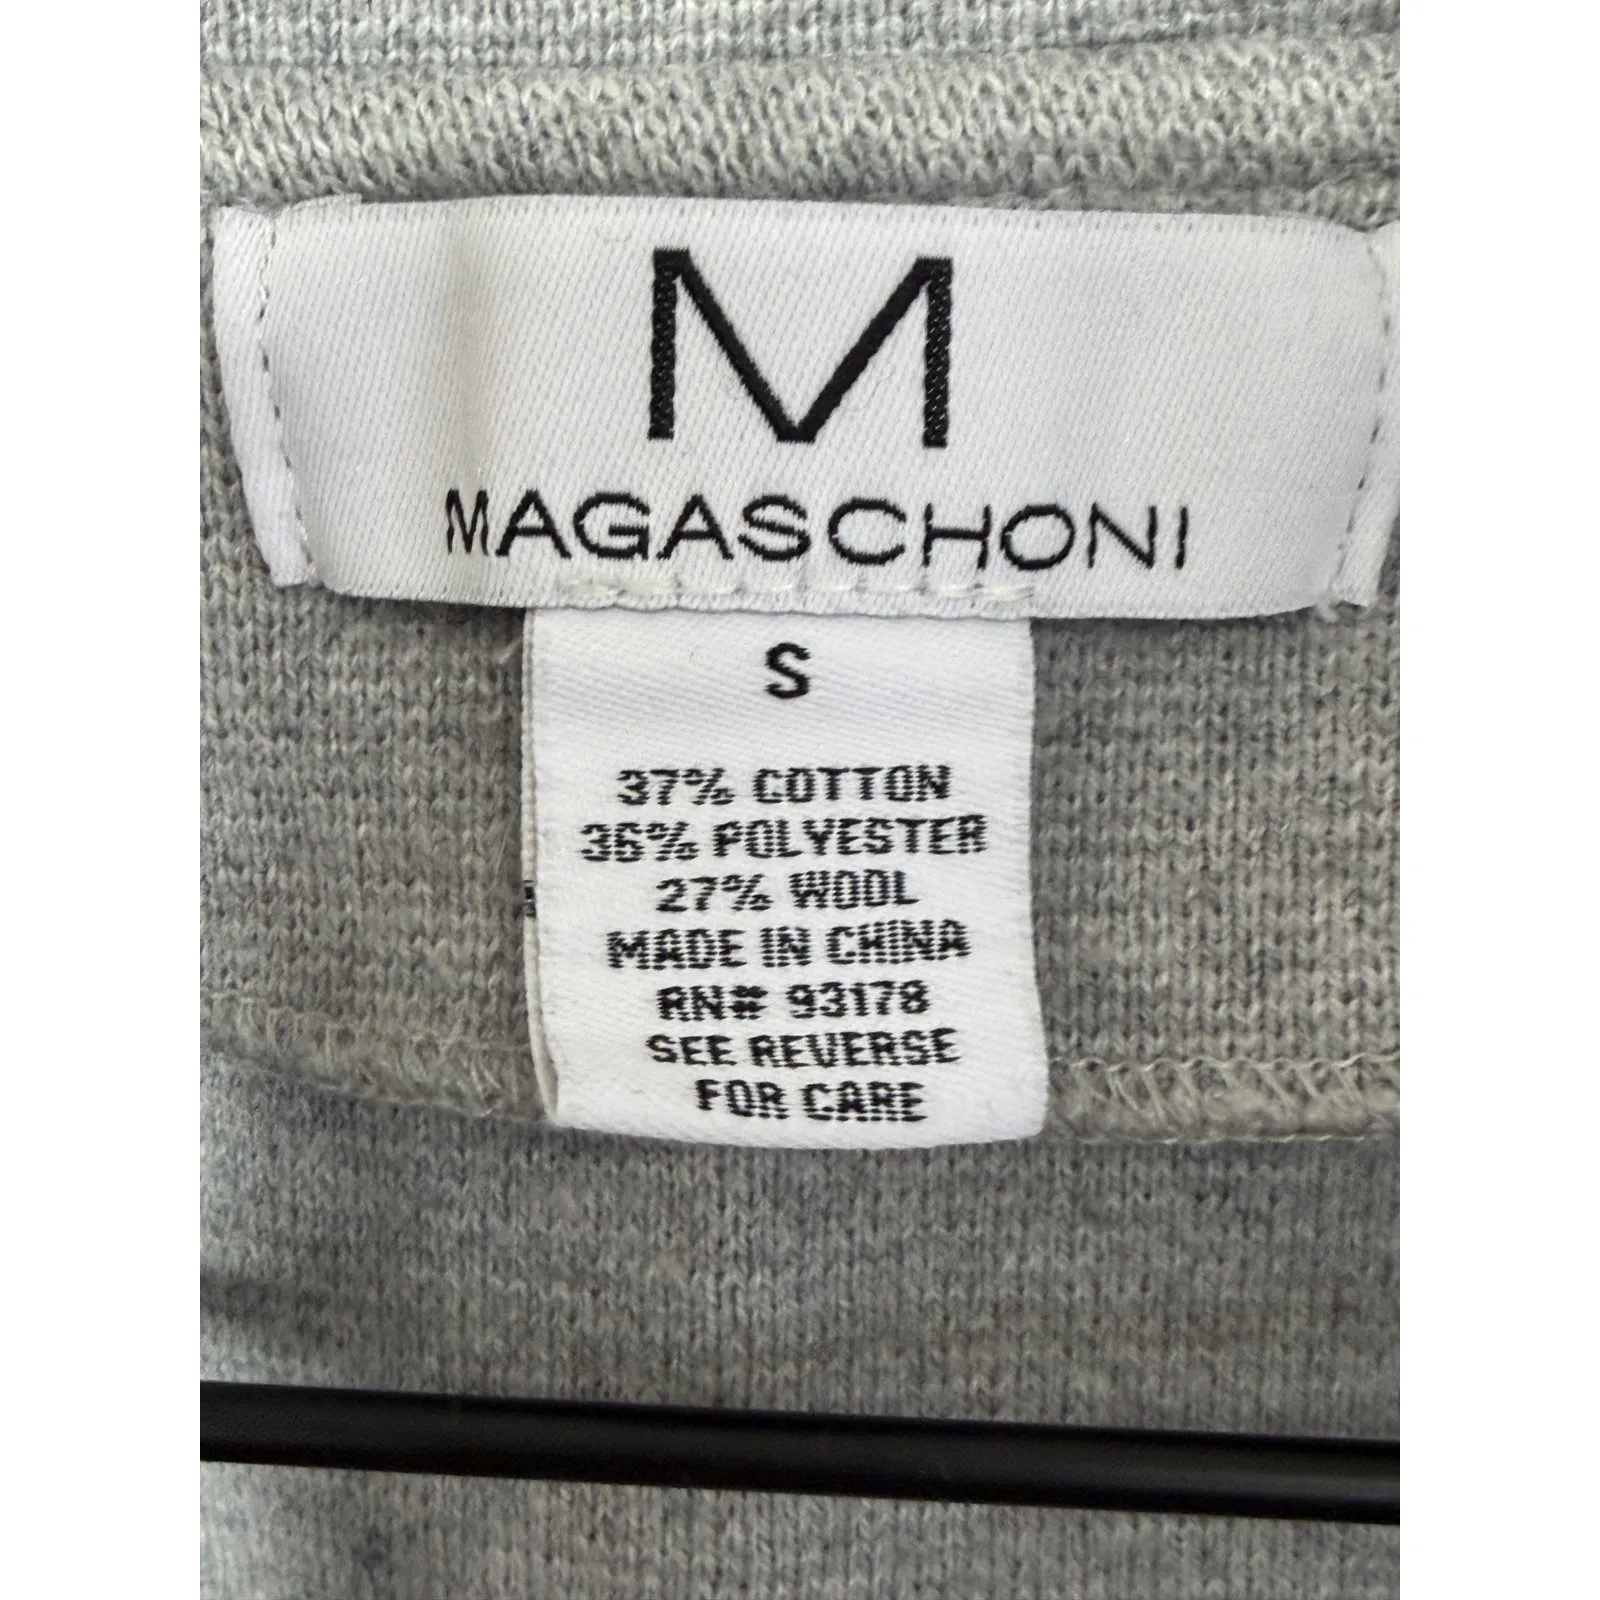 M
MAGASCHONI
S
37% COTTON
36% POLYESTER
27% WOOL
MADE IN CHINA
RN# 93178
SEE REVERSE
FOR CARE